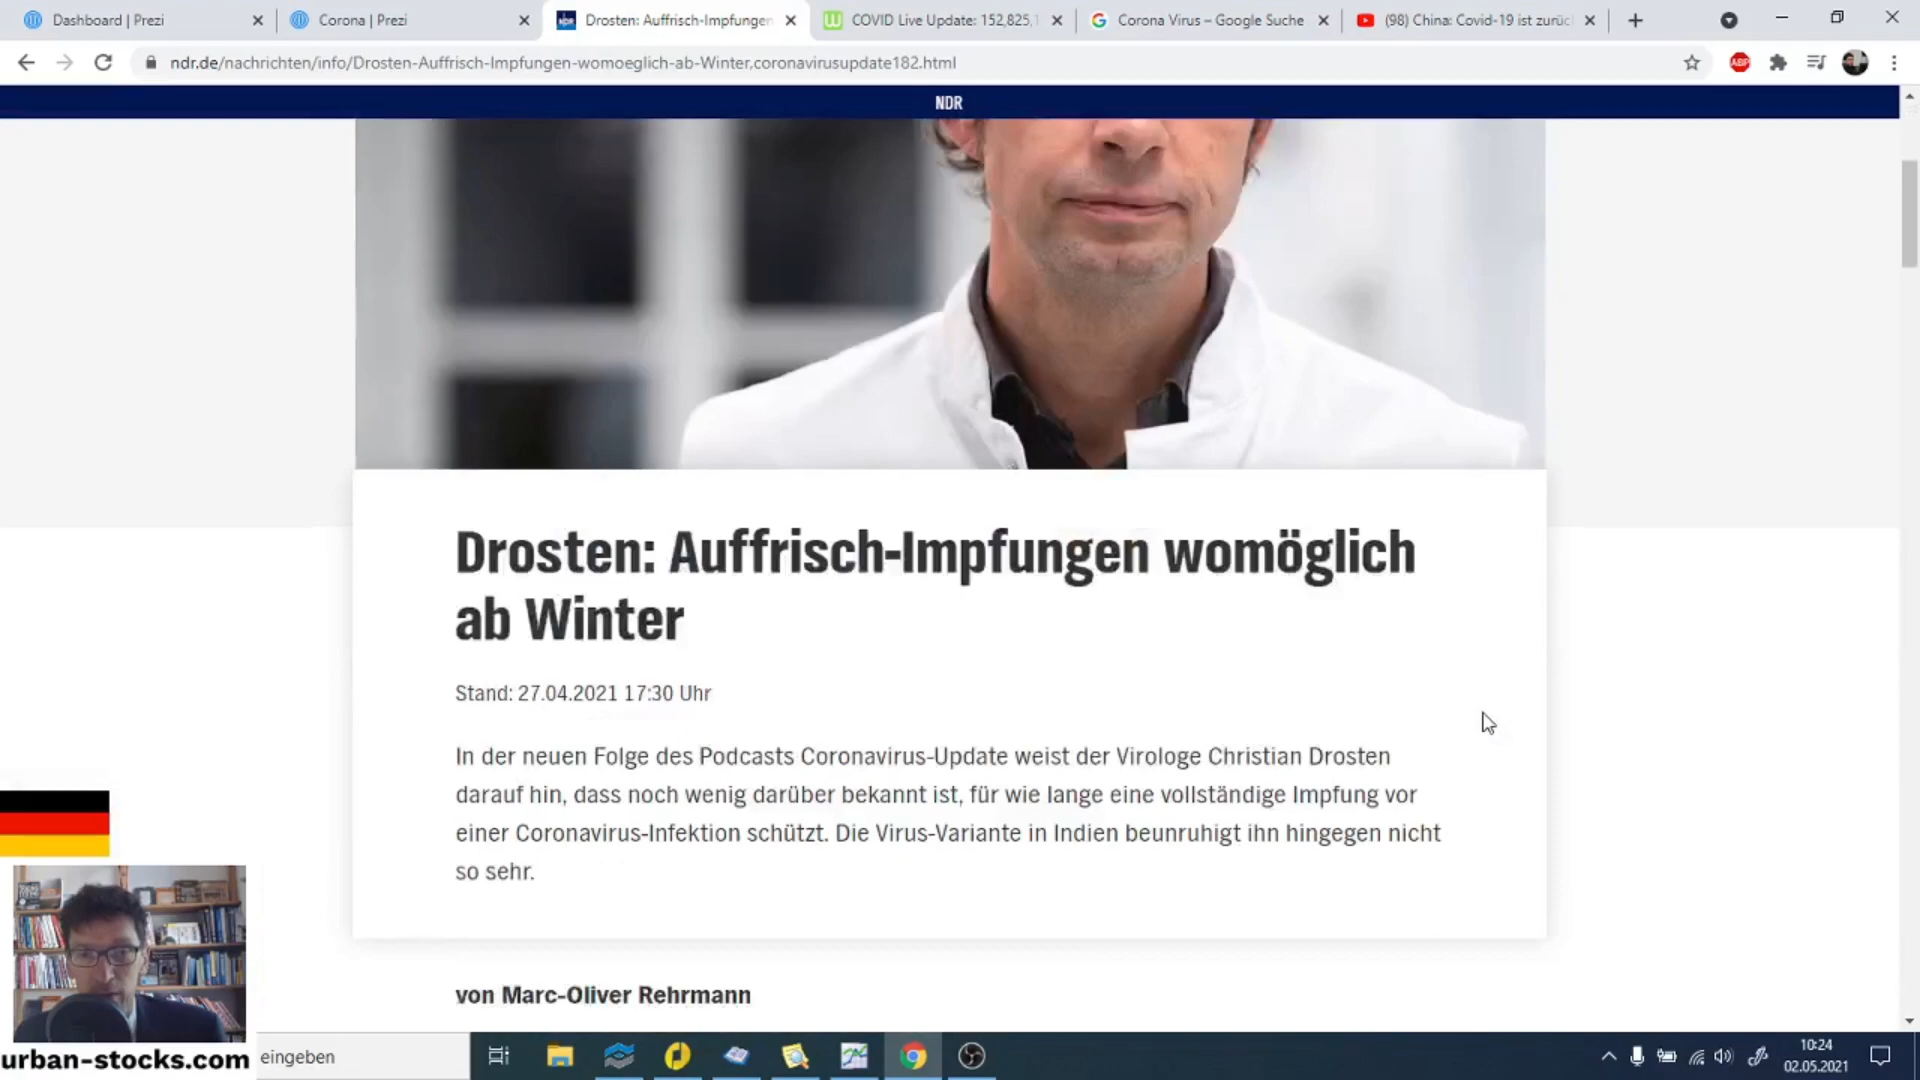 Dashboard | Prezi
Corona | Prezi
NDR
Drosten: Auffrisch-Impfungen
COVID Live Update: 152,825,1
Corona Virus – Google Suche
(98) China: Covid-19 ist zurüc
ndr.de/nachrichten/info/Drosten-Auffrisch-Impfungen-womoeglich-ab-Winter,coronavirusupdate182.html
ABP
NDR
Drosten: Auffrisch-Impfungen womöglich
ab Winter
Stand: 27.04.2021 17:30 Uhr
In der neuen Folge des Podcasts Coronavirus-Update weist der Virologe Christian Drosten
darauf hin, dass noch wenig darüber bekannt ist, für wie lange eine vollständige Impfung vor
einer Coronavirus-Infektion schützt. Die Virus-Variante in Indien beunruhigt ihn hingegen nicht
so sehr.
von Marc-Oliver Rehrmann
urban-stocks.com
eingeben
10:24
02.05.2021